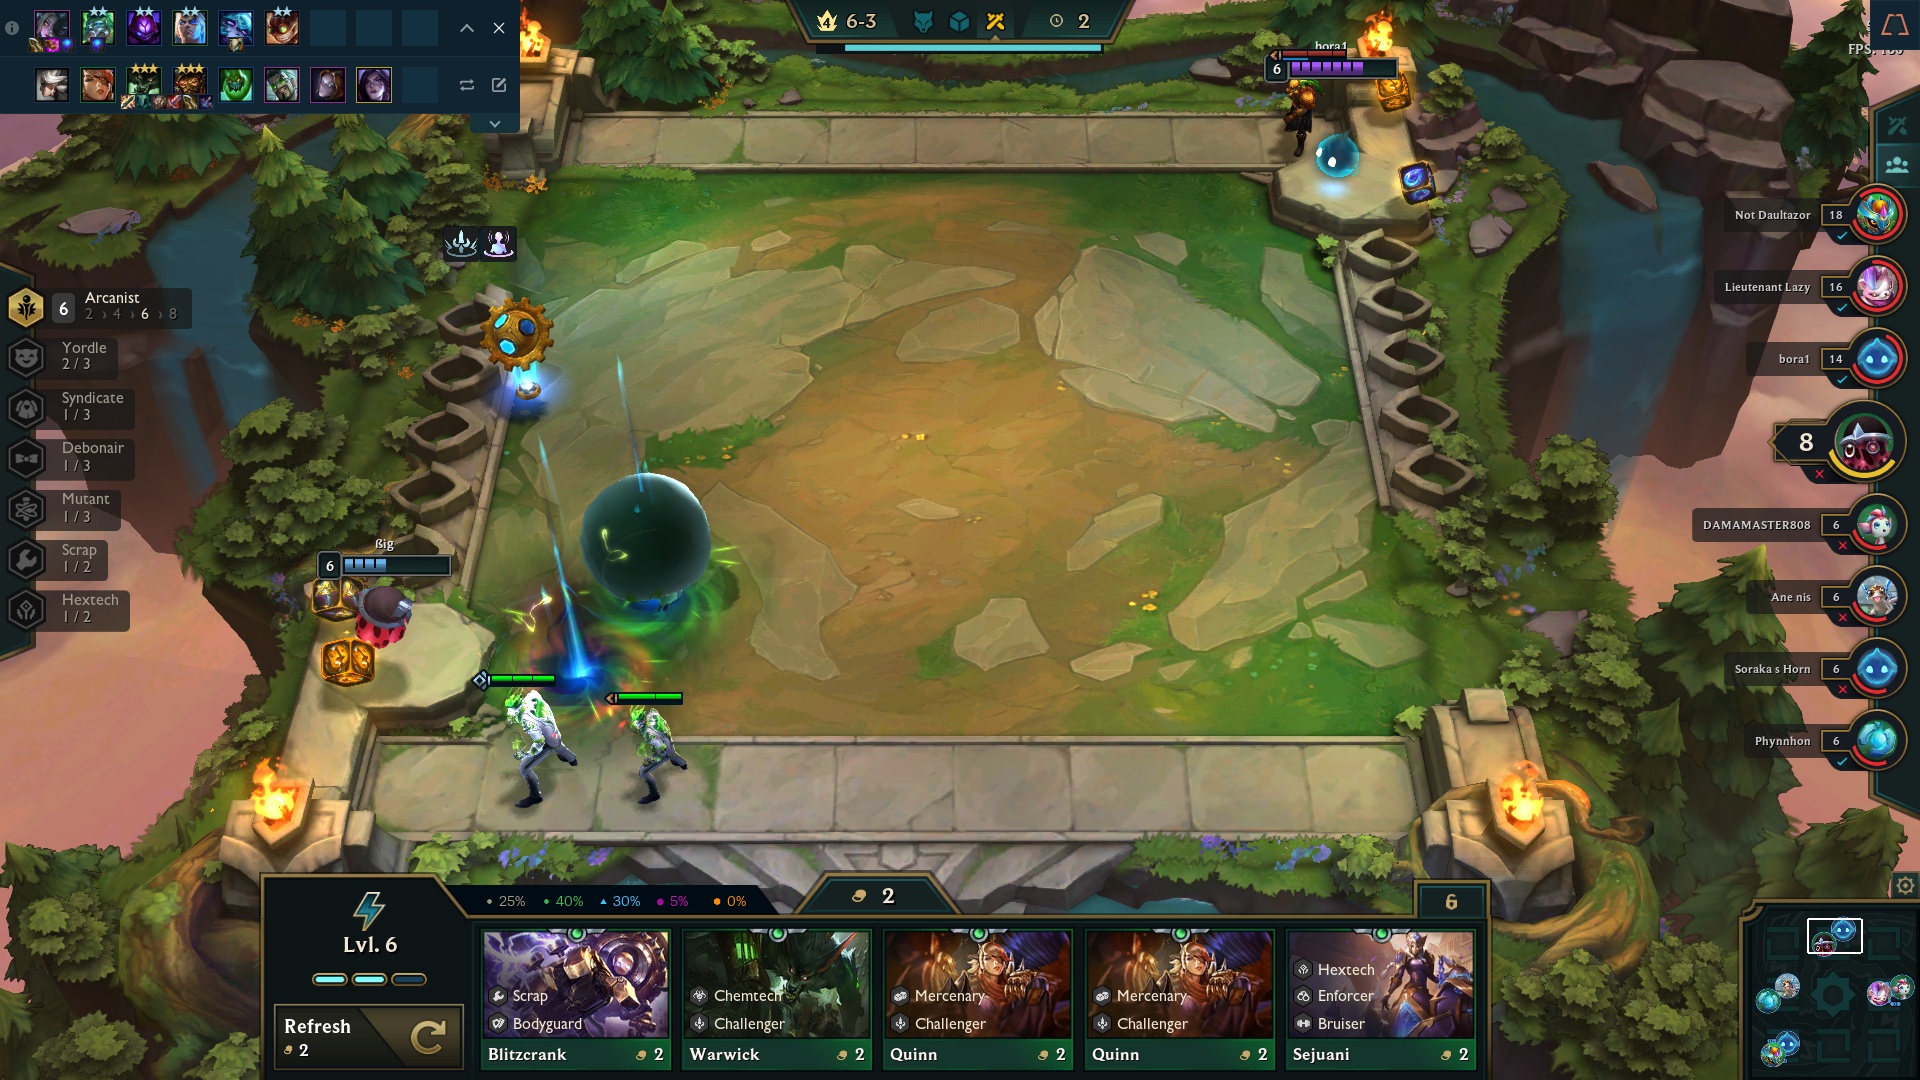 6-3
2
bora1
6
FPS:
Not Daultazor 18
Lieutenant Lazy 16
bora1 14
8
DAMAMASTER808 6
Ane nis 6
Soraka s Horn 6
Phynnhon 6
6 Arcanist
2 › 4 › 6 › 8
Yordle
2 / 3
Syndicate
1 / 3
Debonair
1 / 3
Mutant
1 / 3
Scrap
1 / 2
Hextech
1 / 2
ßig
6
25% 40% 30% 5% 0%
2
6
Lvl. 6
Refresh
2
Scrap
Bodyguard
Blitzcrank 2
Chemtech
Challenger
Warwick 2
Mercenary
Challenger
Quinn 2
Mercenary
Challenger
Quinn 2
Hextech
Enforcer
Bruiser
Sejuani 2